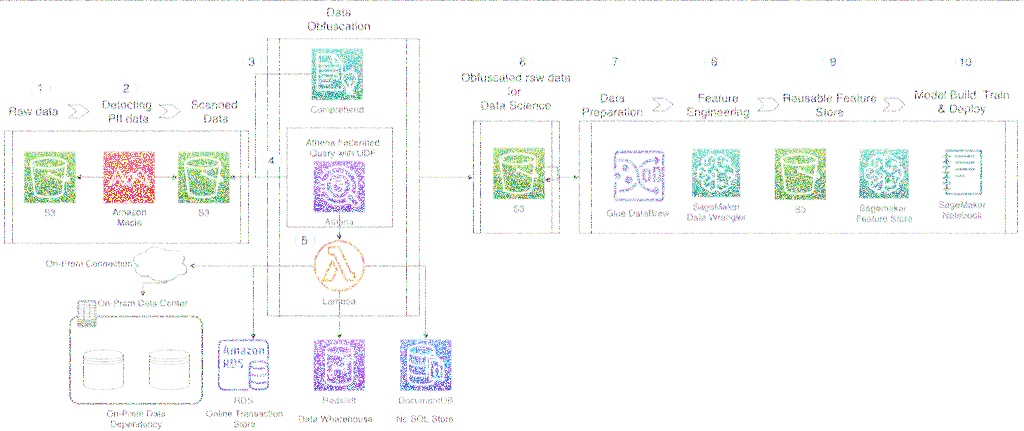 Data
Obfuscation
1
Raw data
2
Detecting
PII data
Scanned
Data
3
Comprehend
4
Athena Federated
Query with UDF
Athena
S3
Amazon
Macie
S3
5
Lambda
On-Prem Connection
On-Prem Data Center
On-Prem Data
Dependency
Amazon
RDS
RDS
Online Transaction
Store
Redshift
Data Wharehouse
DocumentDB
No SQL Store
6
Obfuscated raw data
for
Data Science
S3
7
Data
Preparation
8
Feature
Engineering
9
Reusable Feature
Store
10
Model Build, Train
& Deploy
Glue DataBrew
SageMaker
Data Wrangler
S3
Sagemaker
Feature Store
SageMaker
Notebook